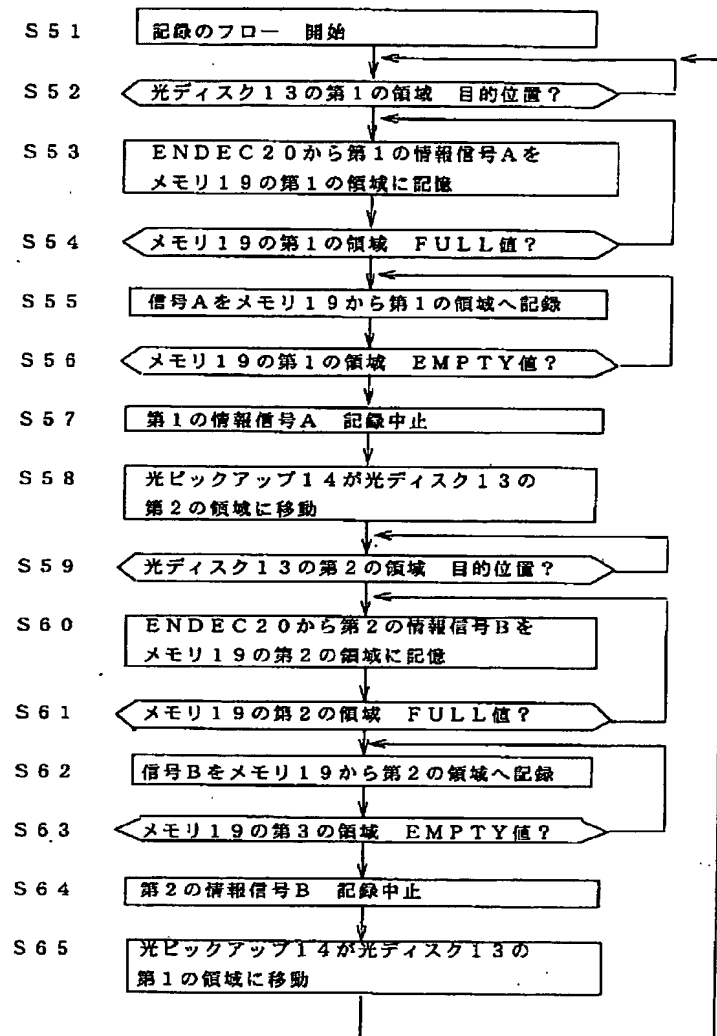 S51 記録のフロー 開始
S52 光ディスク13の第1の領域 目的位置?
S53 ENDEC20から第1の情報信号Aを
メモリ19の第1の領域に記憶
S54 メモリ19の第1の領域 FULL値?
S55 信号Aをメモリ19から第1の領域へ記録
S56 メモリ19の第1の領域 EMPTY値?
S57 第1の情報信号A 記録中止
S58 光ピックアップ14が光ディスク13の
第2の領域に移動
S59 光ディスク13の第2の領域 目的位置?
S60 ENDEC20から第2の情報信号Bを
メモリ19の第2の領域に記憶
S61 メモリ19の第2の領域 FULL値?
S62 信号Bをメモリ19から第2の領域へ記録
S63 メモリ19の第3の領域 EMPTY値?
S64 第2の情報信号B 記録中止
S65 光ピックアップ14が光ディスク13の
第1の領域に移動